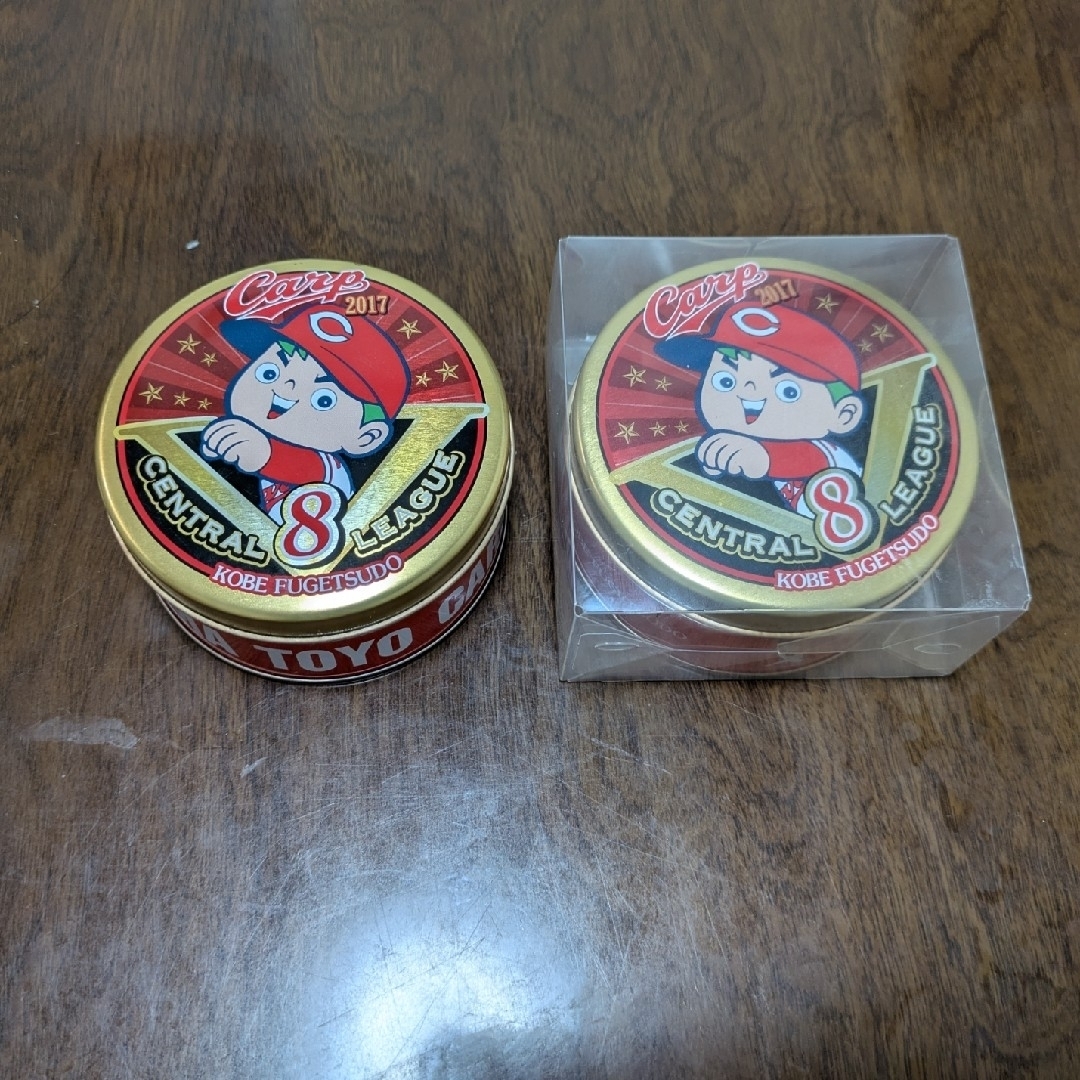 Carp
2017
C
CENTRAL 8 LEAGUE
KOBE FUGETSUDO
TOYO
Carp
2017
C
CENTRAL 8 LEAGUE
KOBE FUGETSUDO